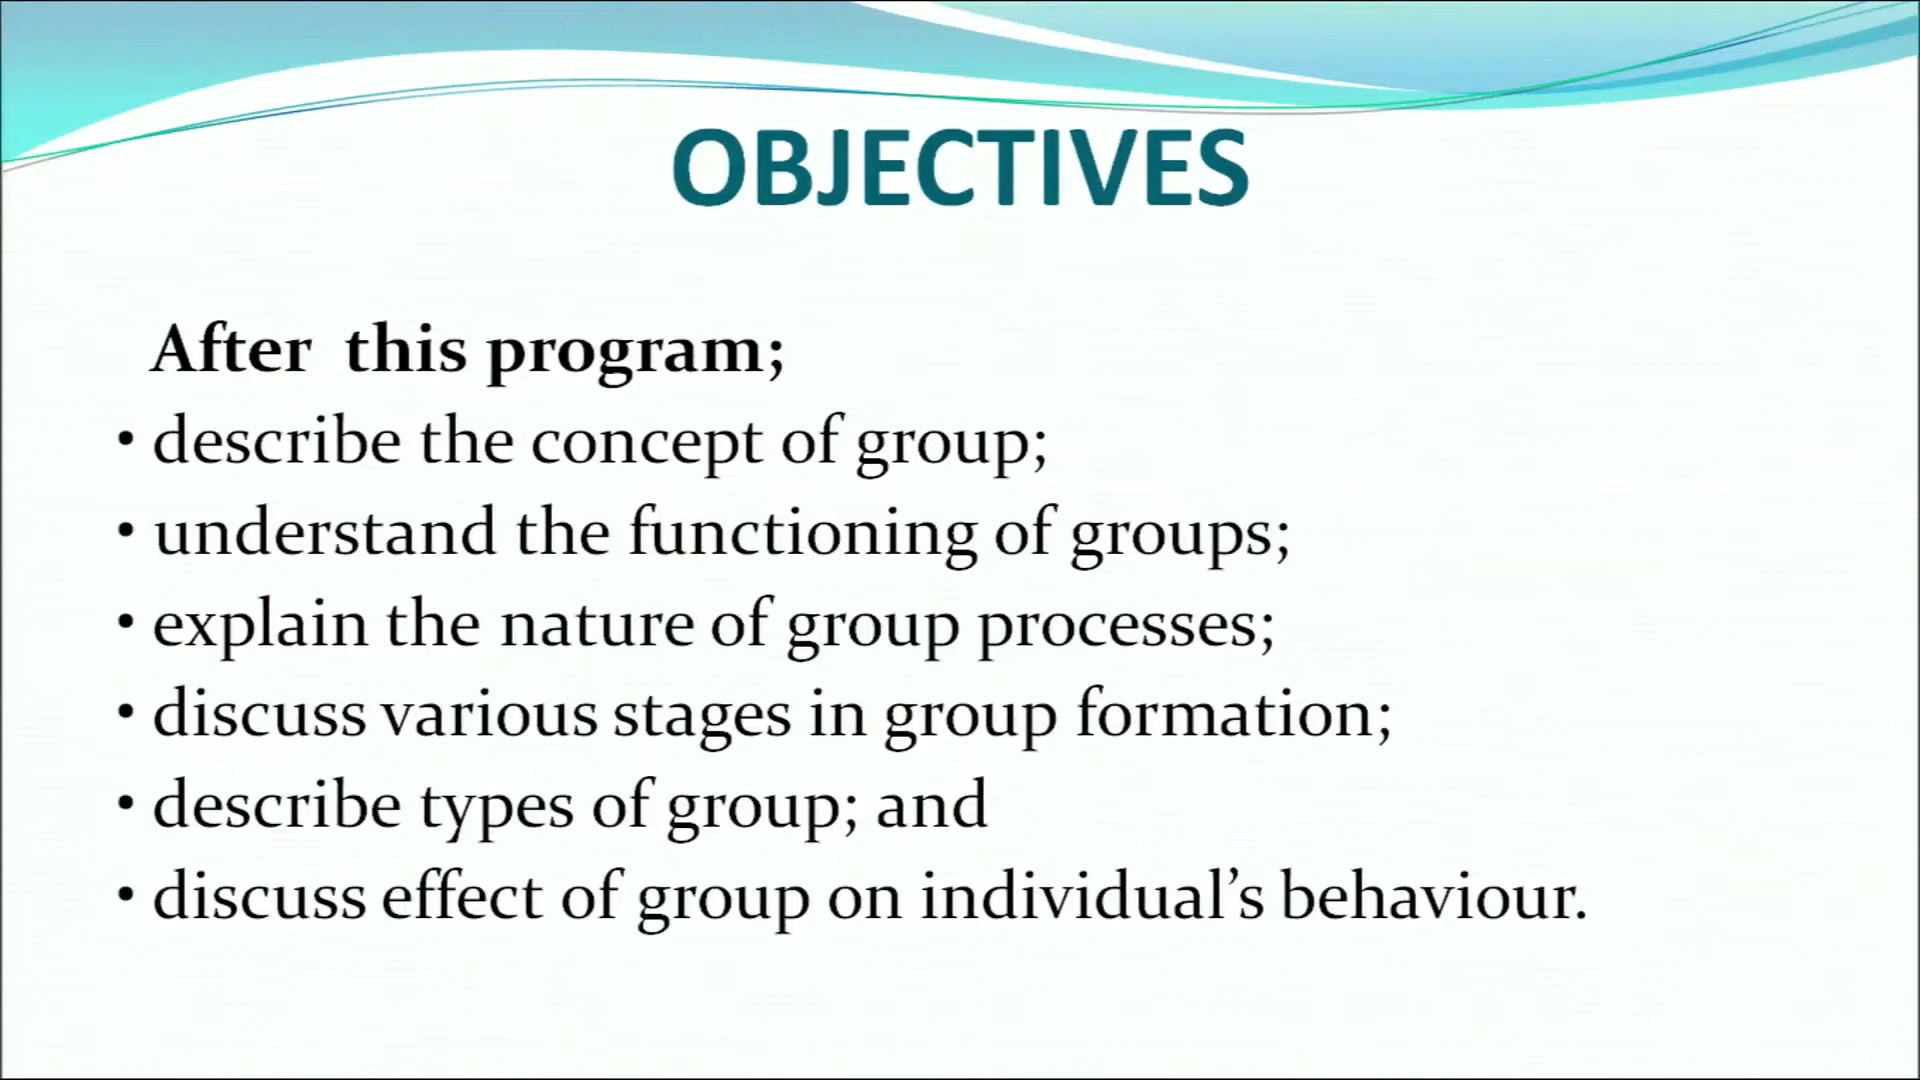 OBJECTIVES
After this program;
• describe the concept of group;
• understand the functioning of groups;
• explain the nature of group processes;
• discuss various stages in group formation;
• describe types of group; and
• discuss effect of group on individual’s behaviour.